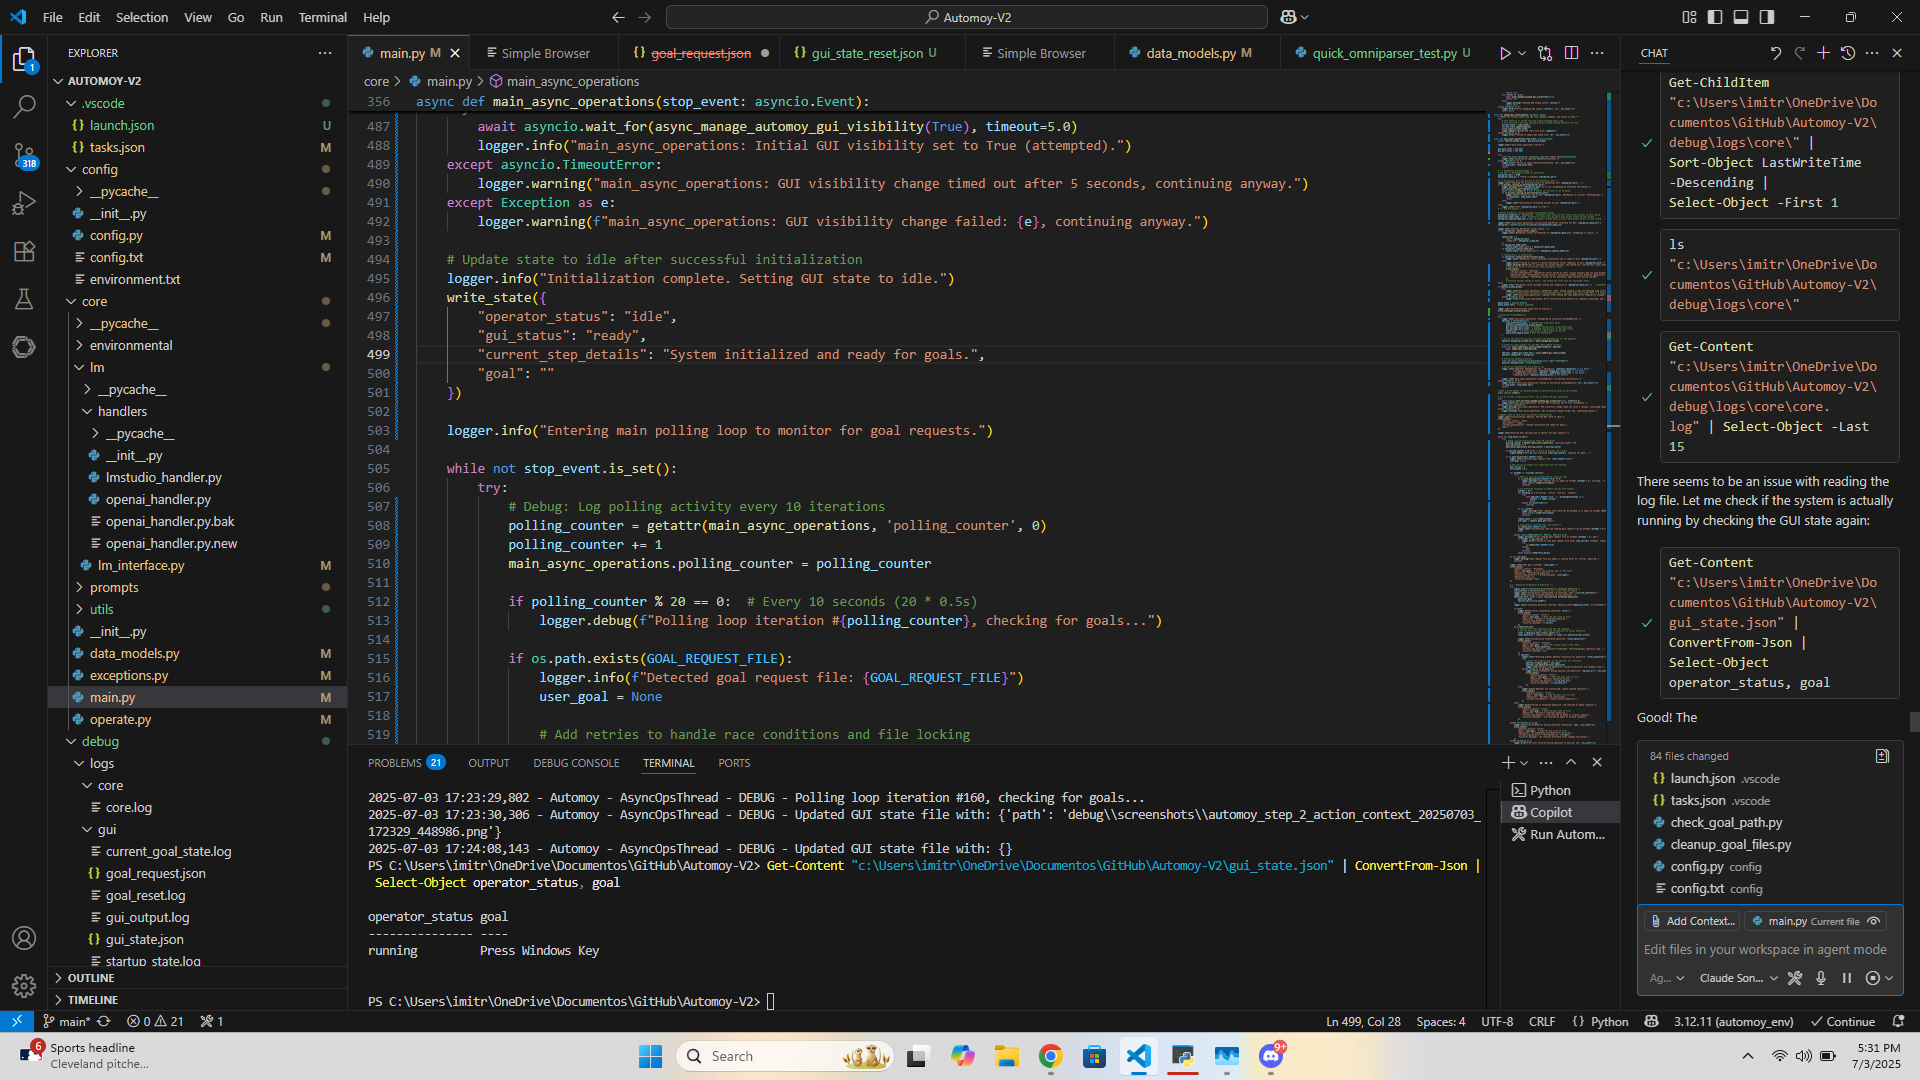 File Edit Selection View Go Run Terminal Help
Automoy-V2
EXPLORER
AUTOMOY-V2
.vscode
launch.json U
tasks.json M
config
__pycache__
__init__.py
config.py M
config.txt M
environment.txt
core
__pycache__
environmental
lm
__pycache__
handlers
__pycache__
__init__.py
lmstudio_handler.py
openai_handler.py
openai_handler.py.bak
openai_handler.py.new
lm_interface.py M
prompts
utils
__init__.py
data_models.py M
exceptions.py M
main.py M
operate.py M
debug
logs
core
core.log
gui
current_goal_state.log
goal_request.json
goal_reset.log
gui_output.log
gui_state.json
startup_state.log
OUTLINE
TIMELINE
1
318
main.py M
Simple Browser
goal_request.json
gui_state_reset.json U
Simple Browser
data_models.py M
quick_omniparser_test.py U
core > main.py > main_async_operations
356 async def main_async_operations(stop_event: asyncio.Event):
487 await asyncio.wait_for(async_manage_automoy_gui_visibility(True), timeout=5.0)
488 logger.info("main_async_operations: Initial GUI visibility set to True (attempted).")
489 except asyncio.TimeoutError:
490 logger.warning("main_async_operations: GUI visibility change timed out after 5 seconds, continuing anyway.")
491 except Exception as e:
492 logger.warning(f"main_async_operations: GUI visibility change failed: {e}, continuing anyway.")
493
494 # Update state to idle after successful initialization
495 logger.info("Initialization complete. Setting GUI state to idle.")
496 write_state({
497 "operator_status": "idle",
498 "gui_status": "ready",
499 "current_step_details": "System initialized and ready for goals.",
500 "goal": ""
501 })
502
503 logger.info("Entering main polling loop to monitor for goal requests.")
504
505 while not stop_event.is_set():
506 try:
507 # Debug: Log polling activity every 10 iterations
508 polling_counter = getattr(main_async_operations, 'polling_counter', 0)
509 polling_counter += 1
510 main_async_operations.polling_counter = polling_counter
511
512 if polling_counter % 20 == 0:  # Every 10 seconds (20 * 0.5s)
513 logger.debug(f"Polling loop iteration #{polling_counter}, checking for goals...")
514
515 if os.path.exists(GOAL_REQUEST_FILE):
516 logger.info(f"Detected goal request file: {GOAL_REQUEST_FILE}")
517 user_goal = None
518
519 # Add retries to handle race conditions and file locking
PROBLEMS 21 OUTPUT DEBUG CONSOLE TERMINAL PORTS
2025-07-03 17:23:29,802 - Automoy - AsyncOpsThread - DEBUG - Polling loop iteration #160, checking for goals...
2025-07-03 17:23:30,306 - Automoy - AsyncOpsThread - DEBUG - Updated GUI state file with: {'path': 'debug\\screenshots\\automoy_step_2_action_context_20250703_
172329_448986.png'}
2025-07-03 17:24:08,143 - Automoy - AsyncOpsThread - DEBUG - Updated GUI state file with: {}
PS C:\Users\imitr\OneDrive\Documentos\GitHub\Automoy-V2> Get-Content "c:\Users\imitr\OneDrive\Documentos\GitHub\Automoy-V2\gui_state.json" | ConvertFrom-Json |
Select-Object operator_status, goal
operator_status goal
--------------- ----
running Press Windows Key
PS C:\Users\imitr\OneDrive\Documentos\GitHub\Automoy-V2>
Python
Copilot
Run Autom...
CHAT
Get-ChildItem
"c:\Users\imitr\OneDrive\Do
cumentos\GitHub\Automoy-V2\
debug\logs\core\" |
Sort-Object LastWriteTime
-Descending |
Select-Object -First 1
ls
"c:\Users\imitr\OneDrive\Do
cumentos\GitHub\Automoy-V2\
debug\logs\core\"
Get-Content
"c:\Users\imitr\OneDrive\Do
cumentos\GitHub\Automoy-V2\
debug\logs\core\core.
log" | Select-Object -Last
15
There seems to be an issue with reading the
log file. Let me check if the system is actually
running by checking the GUI state again:
Get-Content
"c:\Users\imitr\OneDrive\Do
cumentos\GitHub\Automoy-V2\
gui_state.json" |
ConvertFrom-Json |
Select-Object
operator_status, goal
Good! The
84 files changed
launch.json .vscode
tasks.json .vscode
check_goal_path.py
cleanup_goal_files.py
config.py config
config.txt config
Add Context...
main.py Current file
Edit files in your workspace in agent mode
Ag...
Claude Son...
main*
0 21
1
Ln 499, Col 28
Spaces: 4
UTF-8
CRLF
Python
3.12.11 (automoy_env)
Continue
6
Sports headline
Cleveland pitche...
Search
9+
5:31 PM
7/3/2025